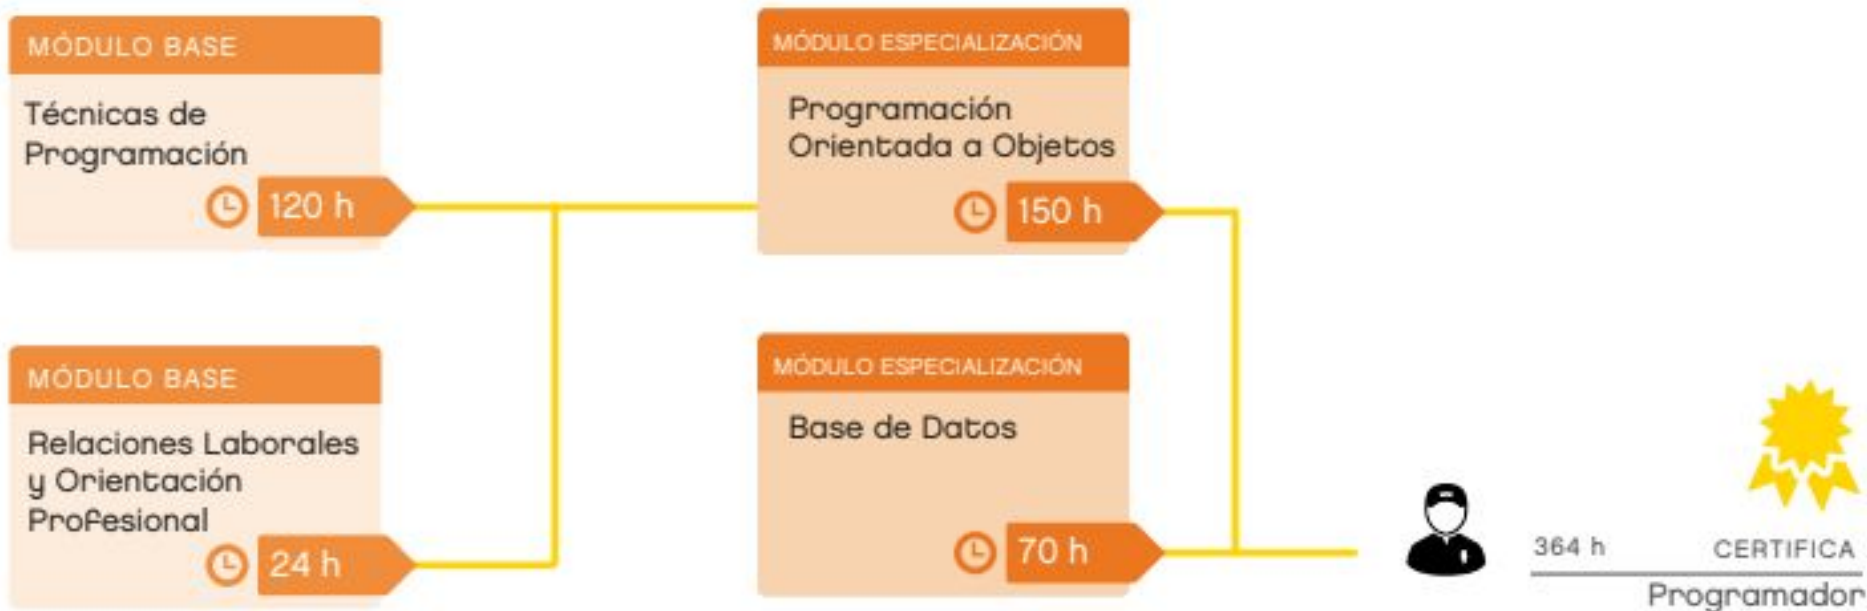 MÓDULO BASE
Técnicas de
Programación
120 h
MÓDULO ESPECIALIZACIÓN
Programación
Orientada a Objetos
150 h
MÓDULO BASE
Relaciones Laborales
y Orientación
Profesional
24 h
MÓDULO ESPECIALIZACIÓN
Base de Datos
70 h
364 h
CERTIFICA
Programador